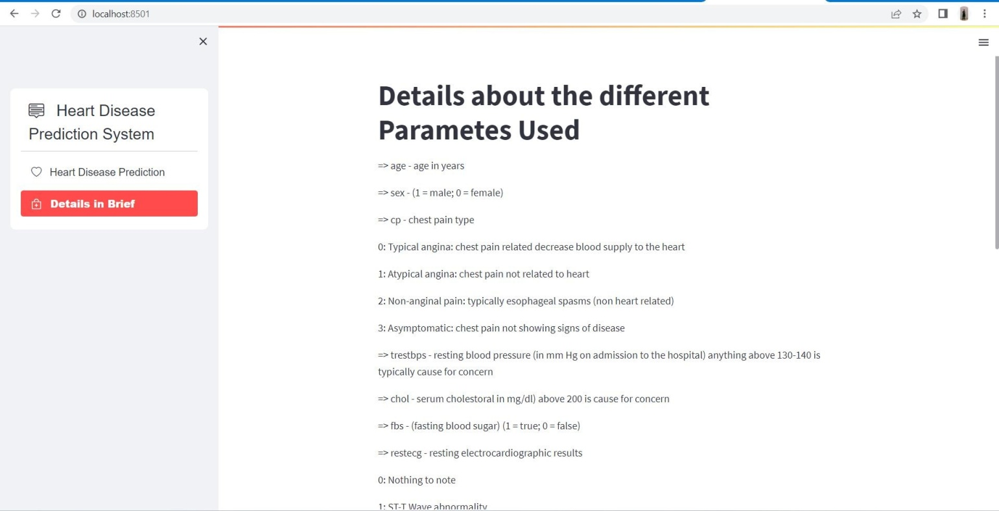 localhost:8501
Heart Disease
Prediction System
Heart Disease Prediction
Details in Brief
Details about the different
Parametes Used
=> age - age in years
=> sex - (1 = male; 0 = female)
=> cp - chest pain type
0: Typical angina: chest pain related decrease blood supply to the heart
1: Atypical angina: chest pain not related to heart
2: Non-anginal pain: typically esophageal spasms (non heart related)
3: Asymptomatic: chest pain not showing signs of disease
=> trestbps - resting blood pressure (in mm Hg on admission to the hospital) anything above 130-140 is
typically cause for concern
=> chol - serum cholestoral in mg/dl) above 200 is cause for concern
=> fbs - (fasting blood sugar) (1 = true; 0 = false)
=> restecg - resting electrocardiographic results
0: Nothing to note
1: ST-T Wave abnormality